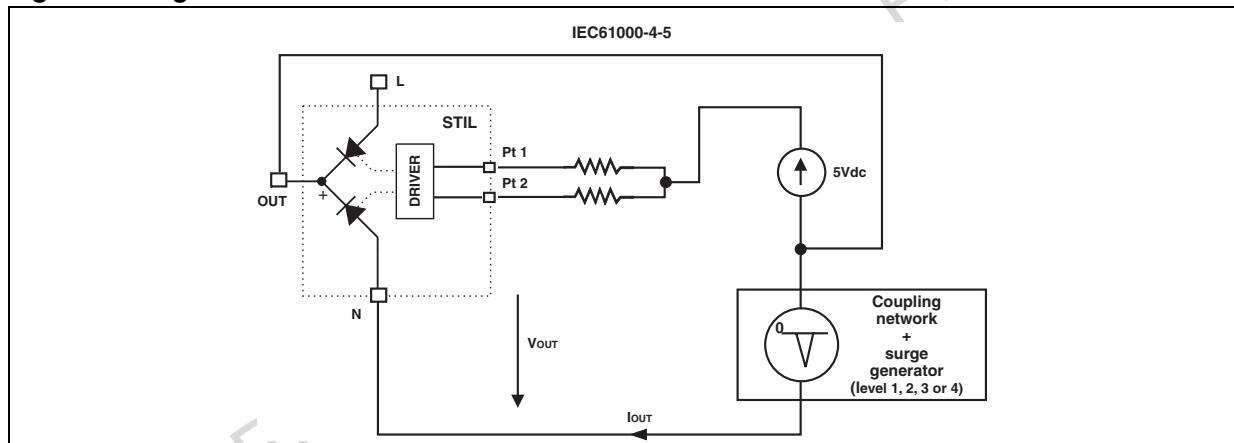 IEC61000-4-5
L
STIL
Pt 1
DRIVER
5Vdc
Pt 2
OUT
+
N
VOUT
0
Coupling
network
+
surge
generator
(level 1, 2, 3 or 4)
IOUT